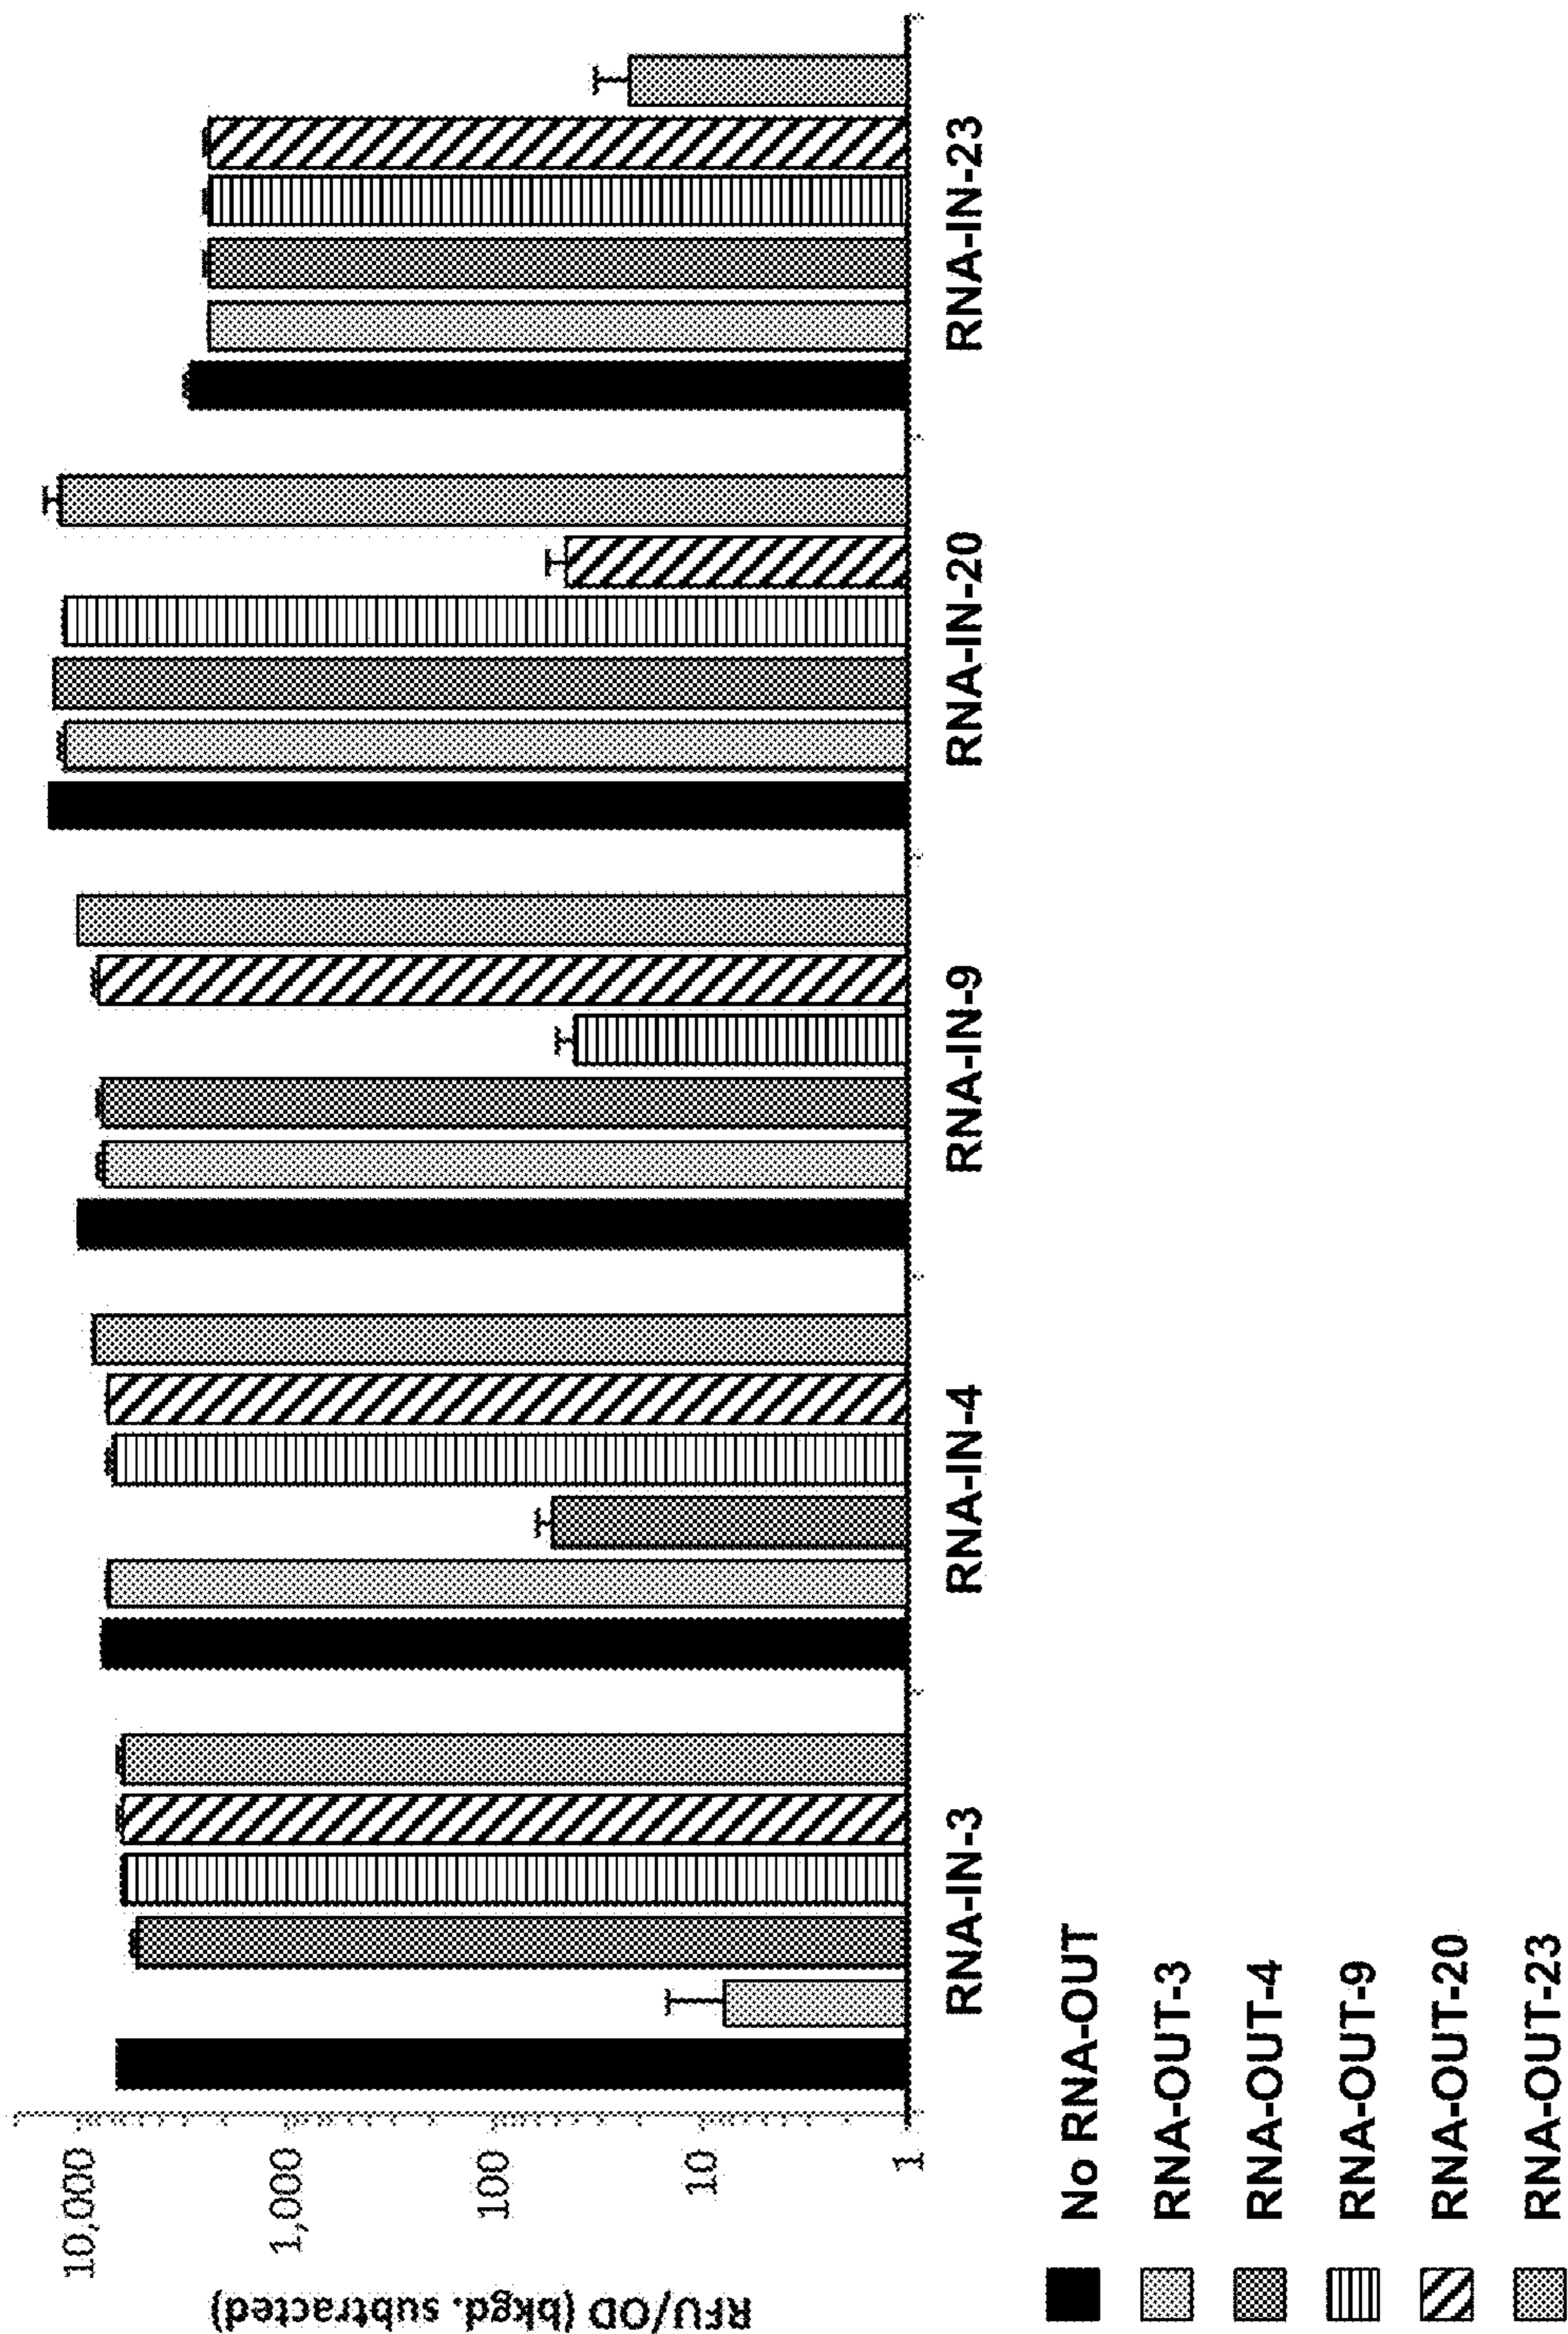 RFU/OD (bkgd. subtracted)
10,000
1,000
100
10
1
RNA-IN-3
RNA-IN-4
RNA-IN-9
RNA-IN-20
RNA-IN-23
No RNA-OUT
RNA-OUT-3
RNA-OUT-4
RNA-OUT-9
RNA-OUT-20
RNA-OUT-23